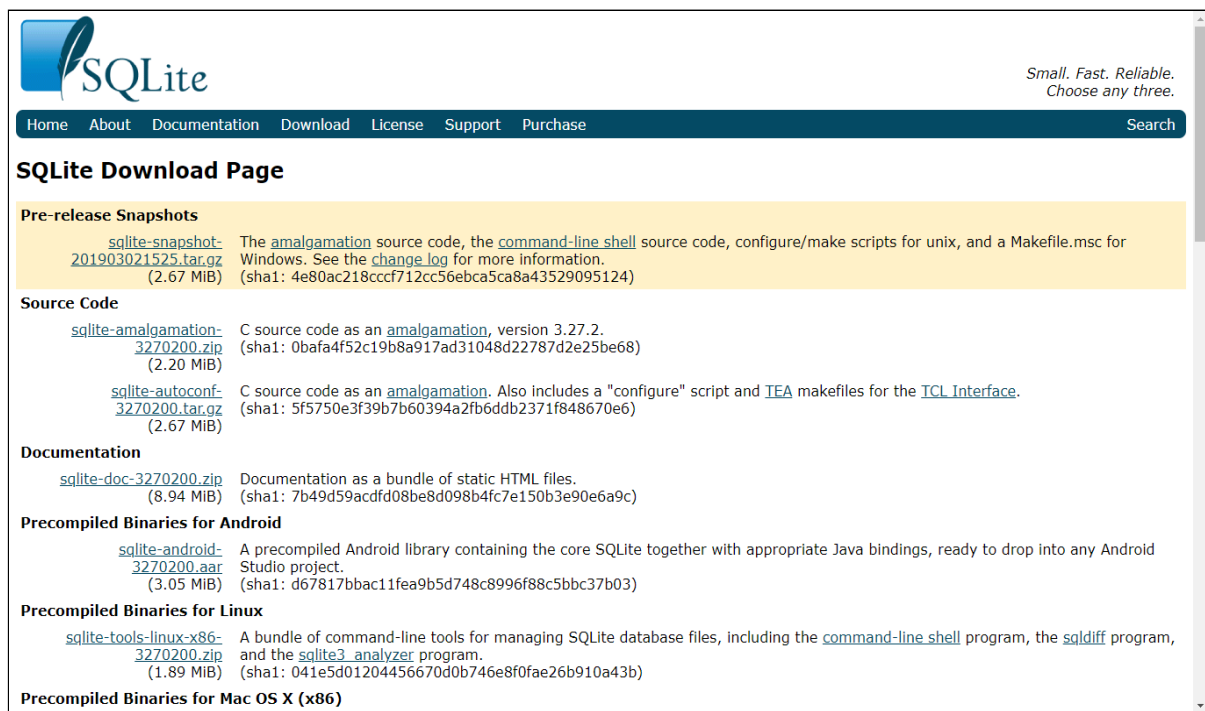 SQLite
Small. Fast. Reliable.
Choose any three.
Home About Documentation Download License Support Purchase Search
SQLite Download Page
Pre-release Snapshots
sqlite-snapshot-
201903021525.tar.gz
(2.67 MiB)
The amalgamation source code, the command-line shell source code, configure/make scripts for unix, and a Makefile.msc for
Windows. See the change log for more information.
(sha1: 4e80ac218cccf712cc56ebca5ca8a43529095124)
Source Code
sqlite-amalgamation-
3270200.zip
(2.20 MiB)
C source code as an amalgamation, version 3.27.2.
(sha1: 0bafa4f52c19b8a917ad31048d22787d2e25be68)
sqlite-autoconf-
3270200.tar.gz
(2.67 MiB)
C source code as an amalgamation. Also includes a "configure" script and TEA makefiles for the TCL Interface.
(sha1: 5f5750e3f39b7b60394a2fb6ddb2371f848670e6)
Documentation
sqlite-doc-3270200.zip
(8.94 MiB)
Documentation as a bundle of static HTML files.
(sha1: 7b49d59acdfd08be8d098b4fc7e150b3e90e6a9c)
Precompiled Binaries for Android
sqlite-android-
3270200.aar
(3.05 MiB)
A precompiled Android library containing the core SQLite together with appropriate Java bindings, ready to drop into any Android
Studio project.
(sha1: d67817bbac11fea9b5d748c8996f88c5bbc37b03)
Precompiled Binaries for Linux
sqlite-tools-linux-x86-
3270200.zip
(1.89 MiB)
A bundle of command-line tools for managing SQLite database files, including the command-line shell program, the sqldiff program,
and the sqlite3_analyzer program.
(sha1: 041e5d01204456670d0b746e8f0fae26b910a43b)
Precompiled Binaries for Mac OS X (x86)